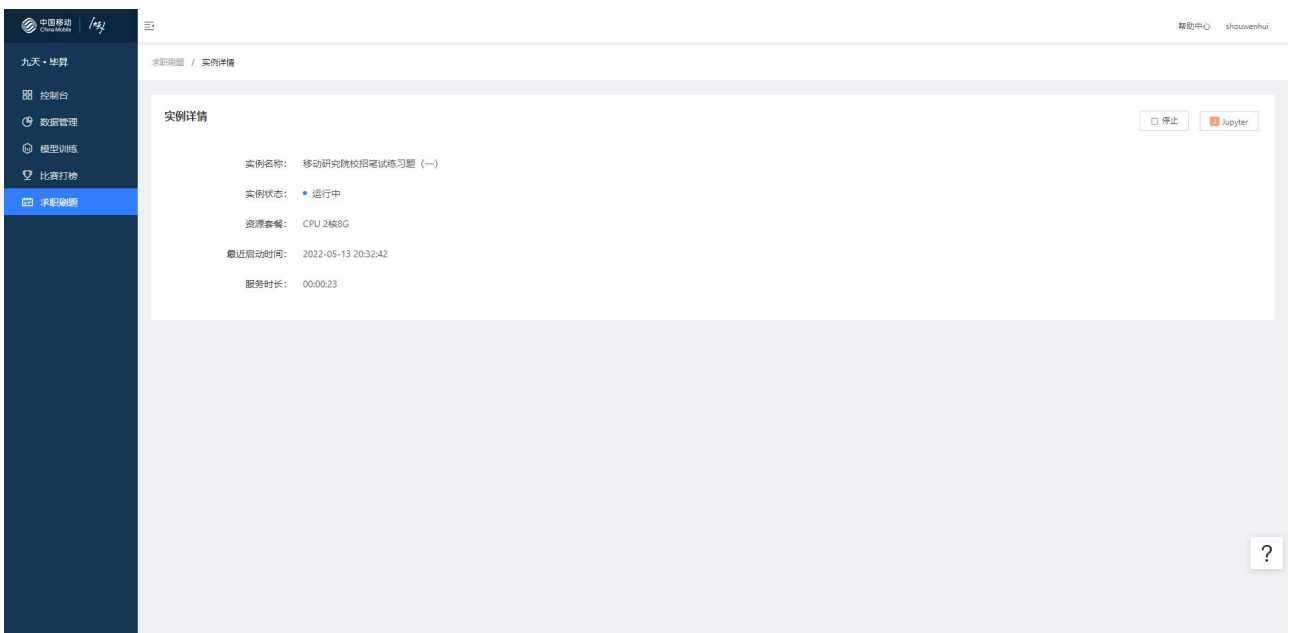 中国移动
China Mobile
帮助中心 shouwenhui
九天·毕昇
求职刷题 / 实例详情
控制台
数据管理
模型训练
比赛打榜
求职刷题
实例详情
停止
Jupyter
实例名称： 移动研究院校招笔试练习题（一）
实例状态： 运行中
资源套餐： CPU 2核8G
最近启动时间： 2022-05-13 20:32:42
服务时长： 00:00:23
?